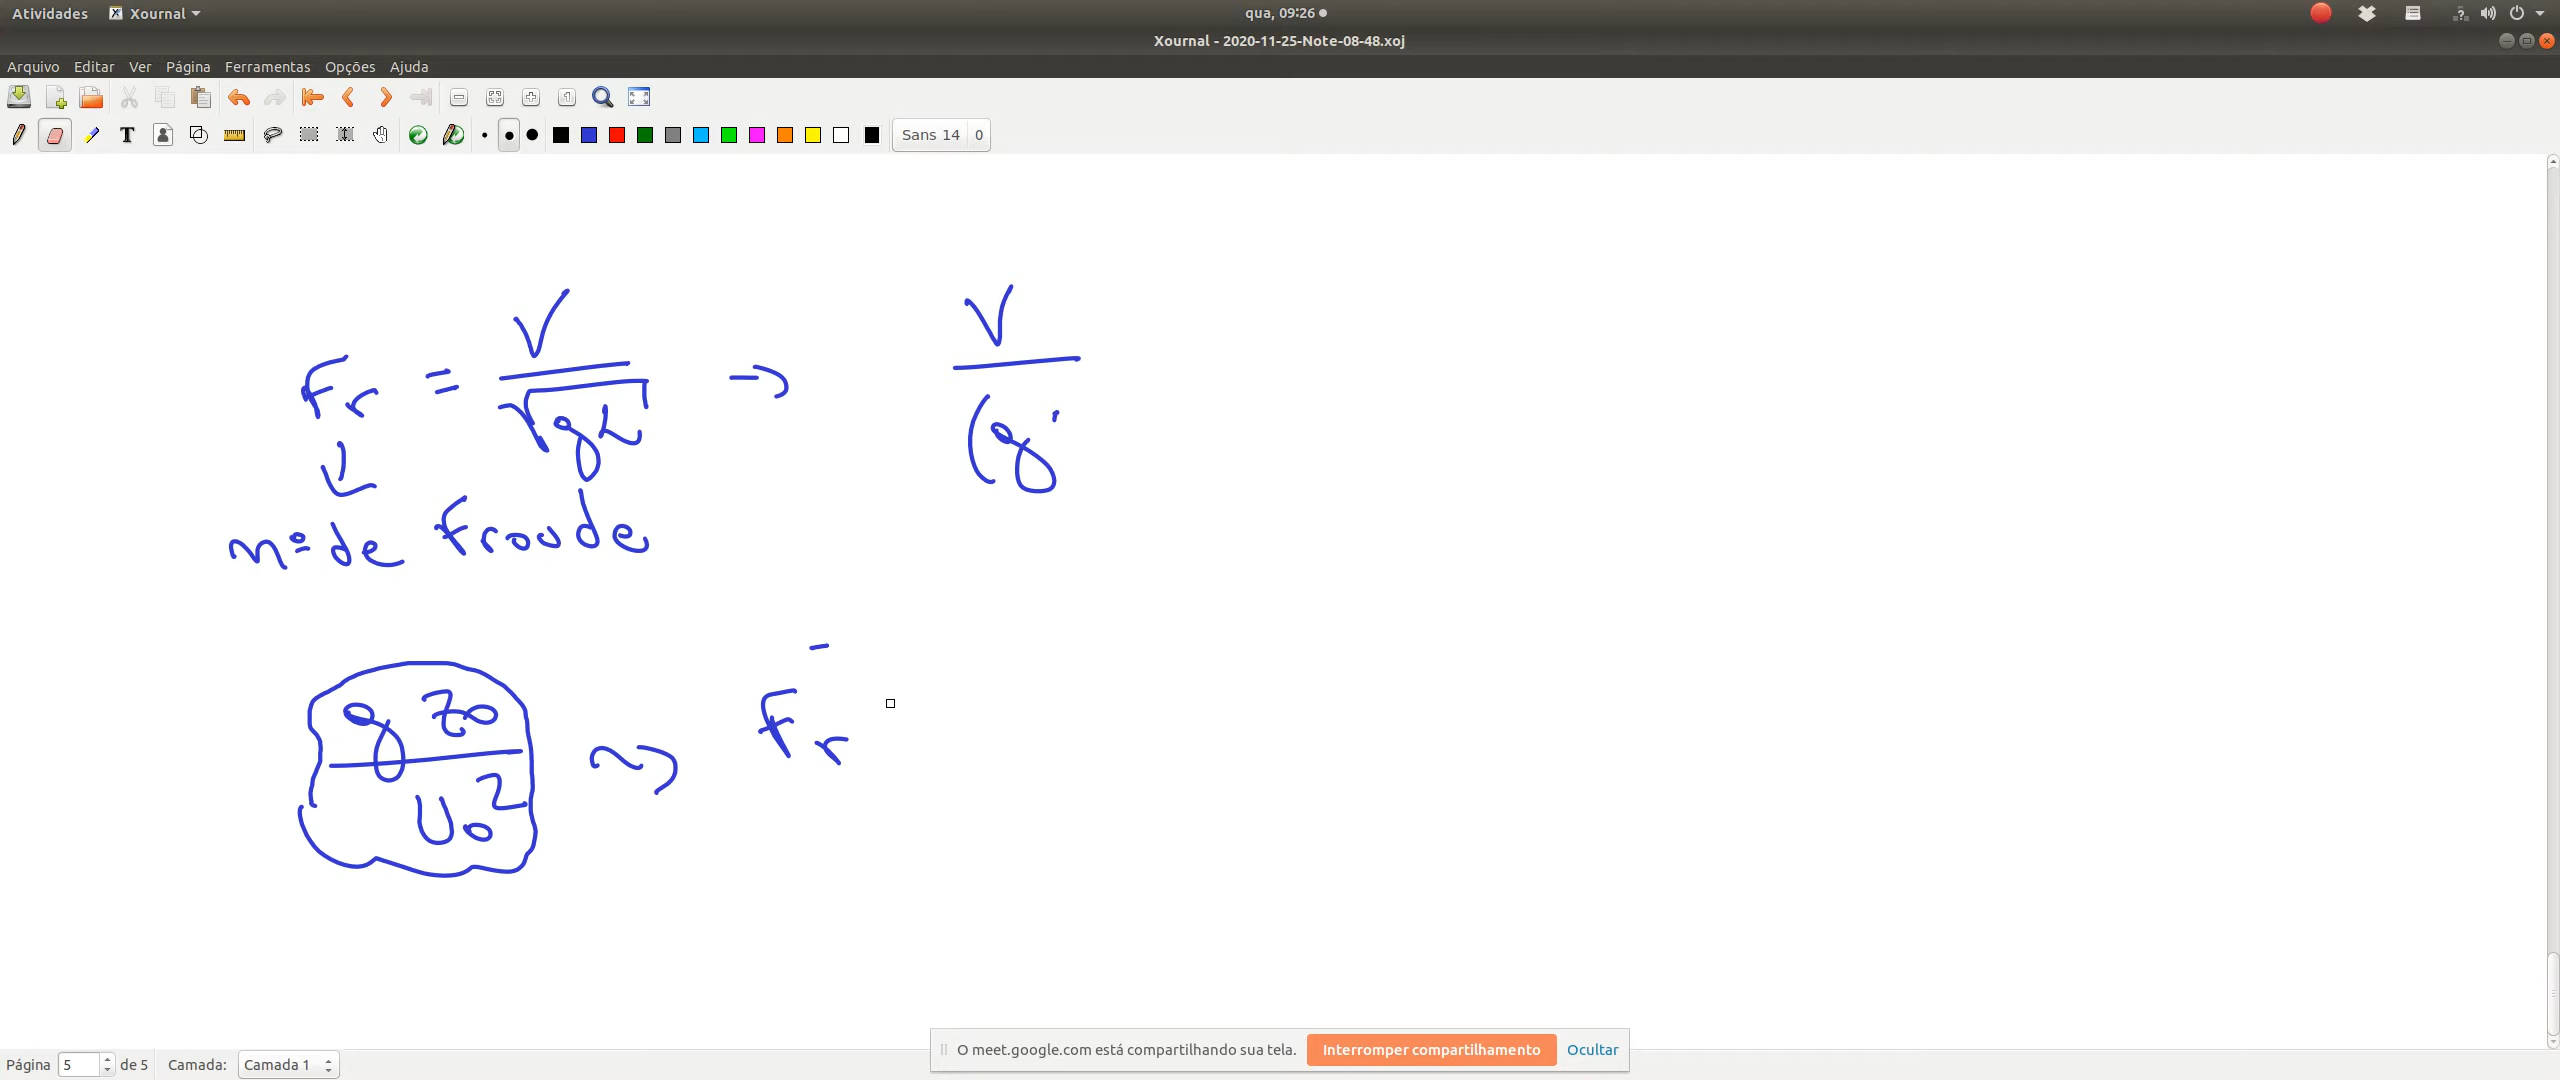 Atividades Xournal qua, 09:26
Xournal - 2020-11-25-Note-08-48.xoj
Arquivo Editar Ver Página Ferramentas Opções Ajuda
T Sans 14 0
Fr = V / √gL → V / (g'
nº de Froude
g z0 / U0² ~> Fr
Página 5 de 5 Camada: Camada 1
O meet.google.com está compartilhando sua tela. Interromper compartilhamento Ocultar